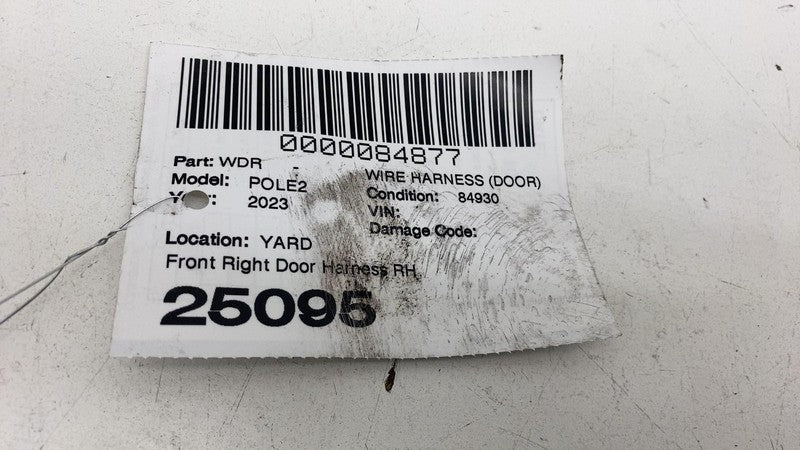 0000084877
Part: WDR - WIRE HARNESS (DOOR)
Model: POLE2 Condition: 84930
2023 VIN:
Damage Code:
Location: YARD
Front Right Door Harness RH
25095